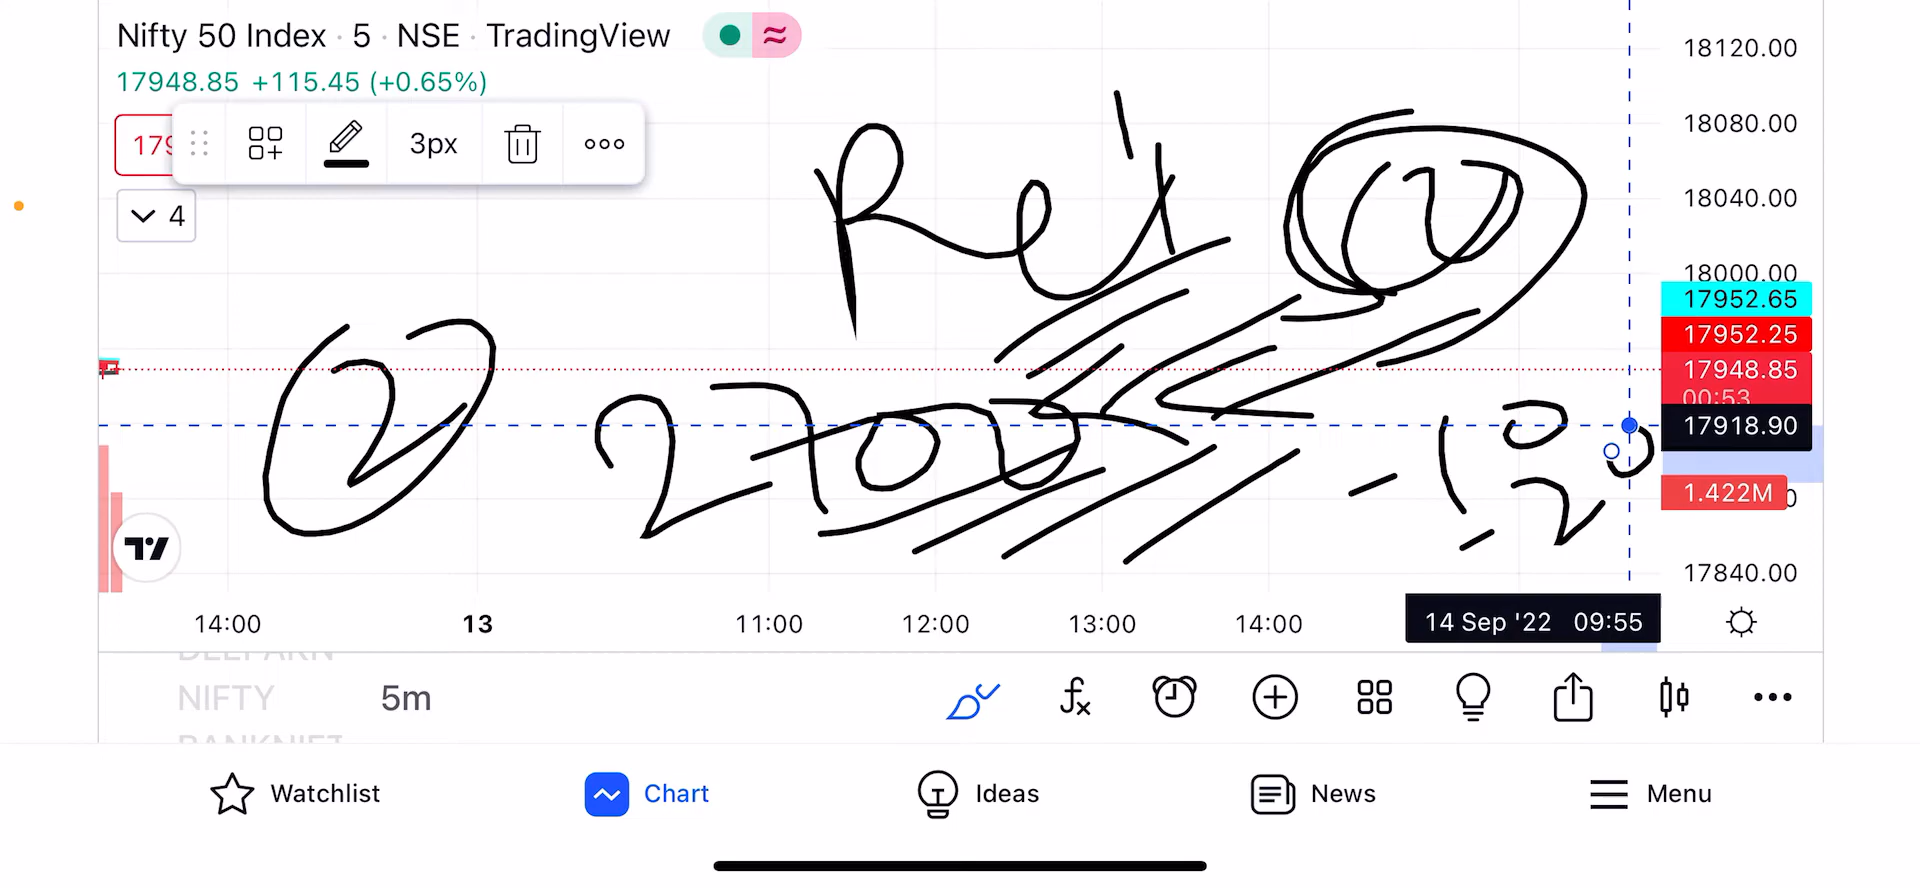 Nifty 50 Index · 5 · NSE · TradingView
17948.85 +115.45 (+0.65%)
179
3px
4
18120.00
18080.00
18040.00
18000.00
17952.65
17952.25
17948.85
00:53
17918.90
1.422M
0
17840.00
2
2700
14:00 13 11:00 12:00 13:00 14:00 14 Sep '22 09:55
NIFTY 5m
BANKNIFT
Watchlist Chart Ideas News Menu